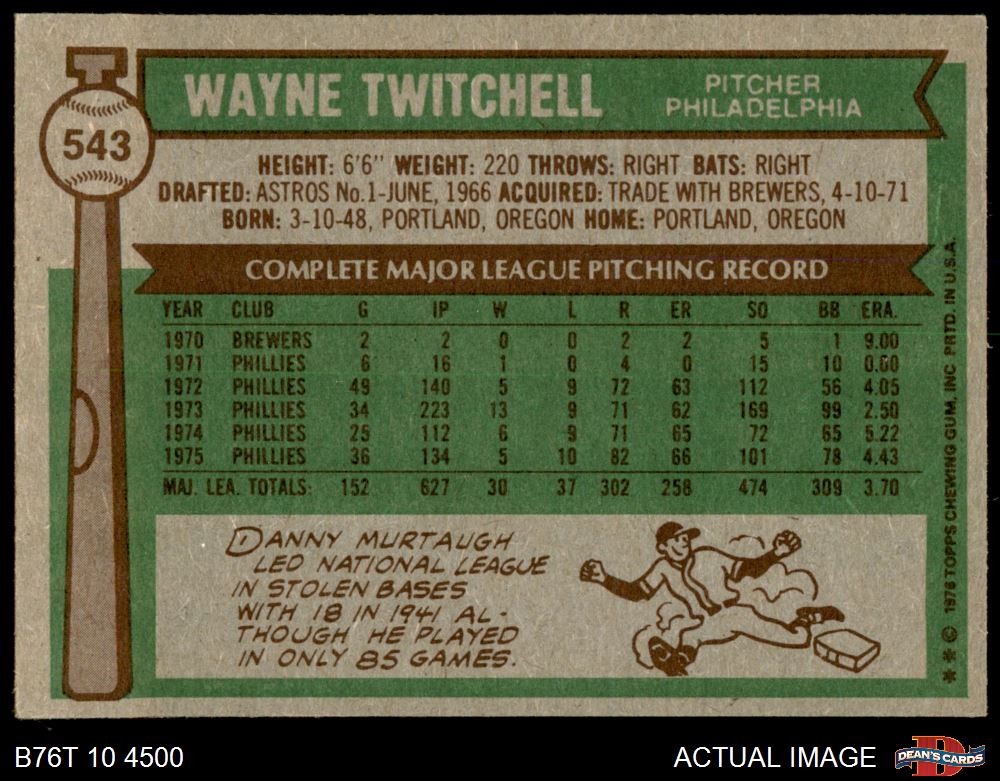 WAYNE TWITCHELL
PITCHER
PHILADELPHIA
543
HEIGHT: 6'6" WEIGHT: 220 THROWS: RIGHT BATS: RIGHT
DRAFTED: ASTROS No.1-JUNE, 1966 ACQUIRED: TRADE WITH BREWERS, 4-10-71
BORN: 3-10-48, PORTLAND, OREGON HOME: PORTLAND, OREGON
COMPLETE MAJOR LEAGUE PITCHING RECORD
YEAR CLUB G IP W L R ER SO BB ERA.
1970 BREWERS 2 2 0 0 2 2 5 1 9.00
1971 PHILLIES 6 16 1 0 4 0 15 10 0.00
1972 PHILLIES 49 140 5 9 72 63 112 56 4.05
1973 PHILLIES 34 223 13 9 71 62 169 99 2.50
1974 PHILLIES 25 112 6 9 71 65 72 65 5.22
1975 PHILLIES 36 134 5 10 82 66 101 78 4.43
MAJ. LEA. TOTALS: 152 627 30 37 302 258 474 309 3.70
DANNY MURTAUGH
LED NATIONAL LEAGUE
IN STOLEN BASES
WITH 18 IN 1941 AL-
THOUGH HE PLAYED
IN ONLY 85 GAMES.
** © 1976 TOPPS CHEWING GUM, INC PRTD. IN U.S.A.
B76T 10 4500
ACTUAL IMAGE
D
DEAN'S CARDS